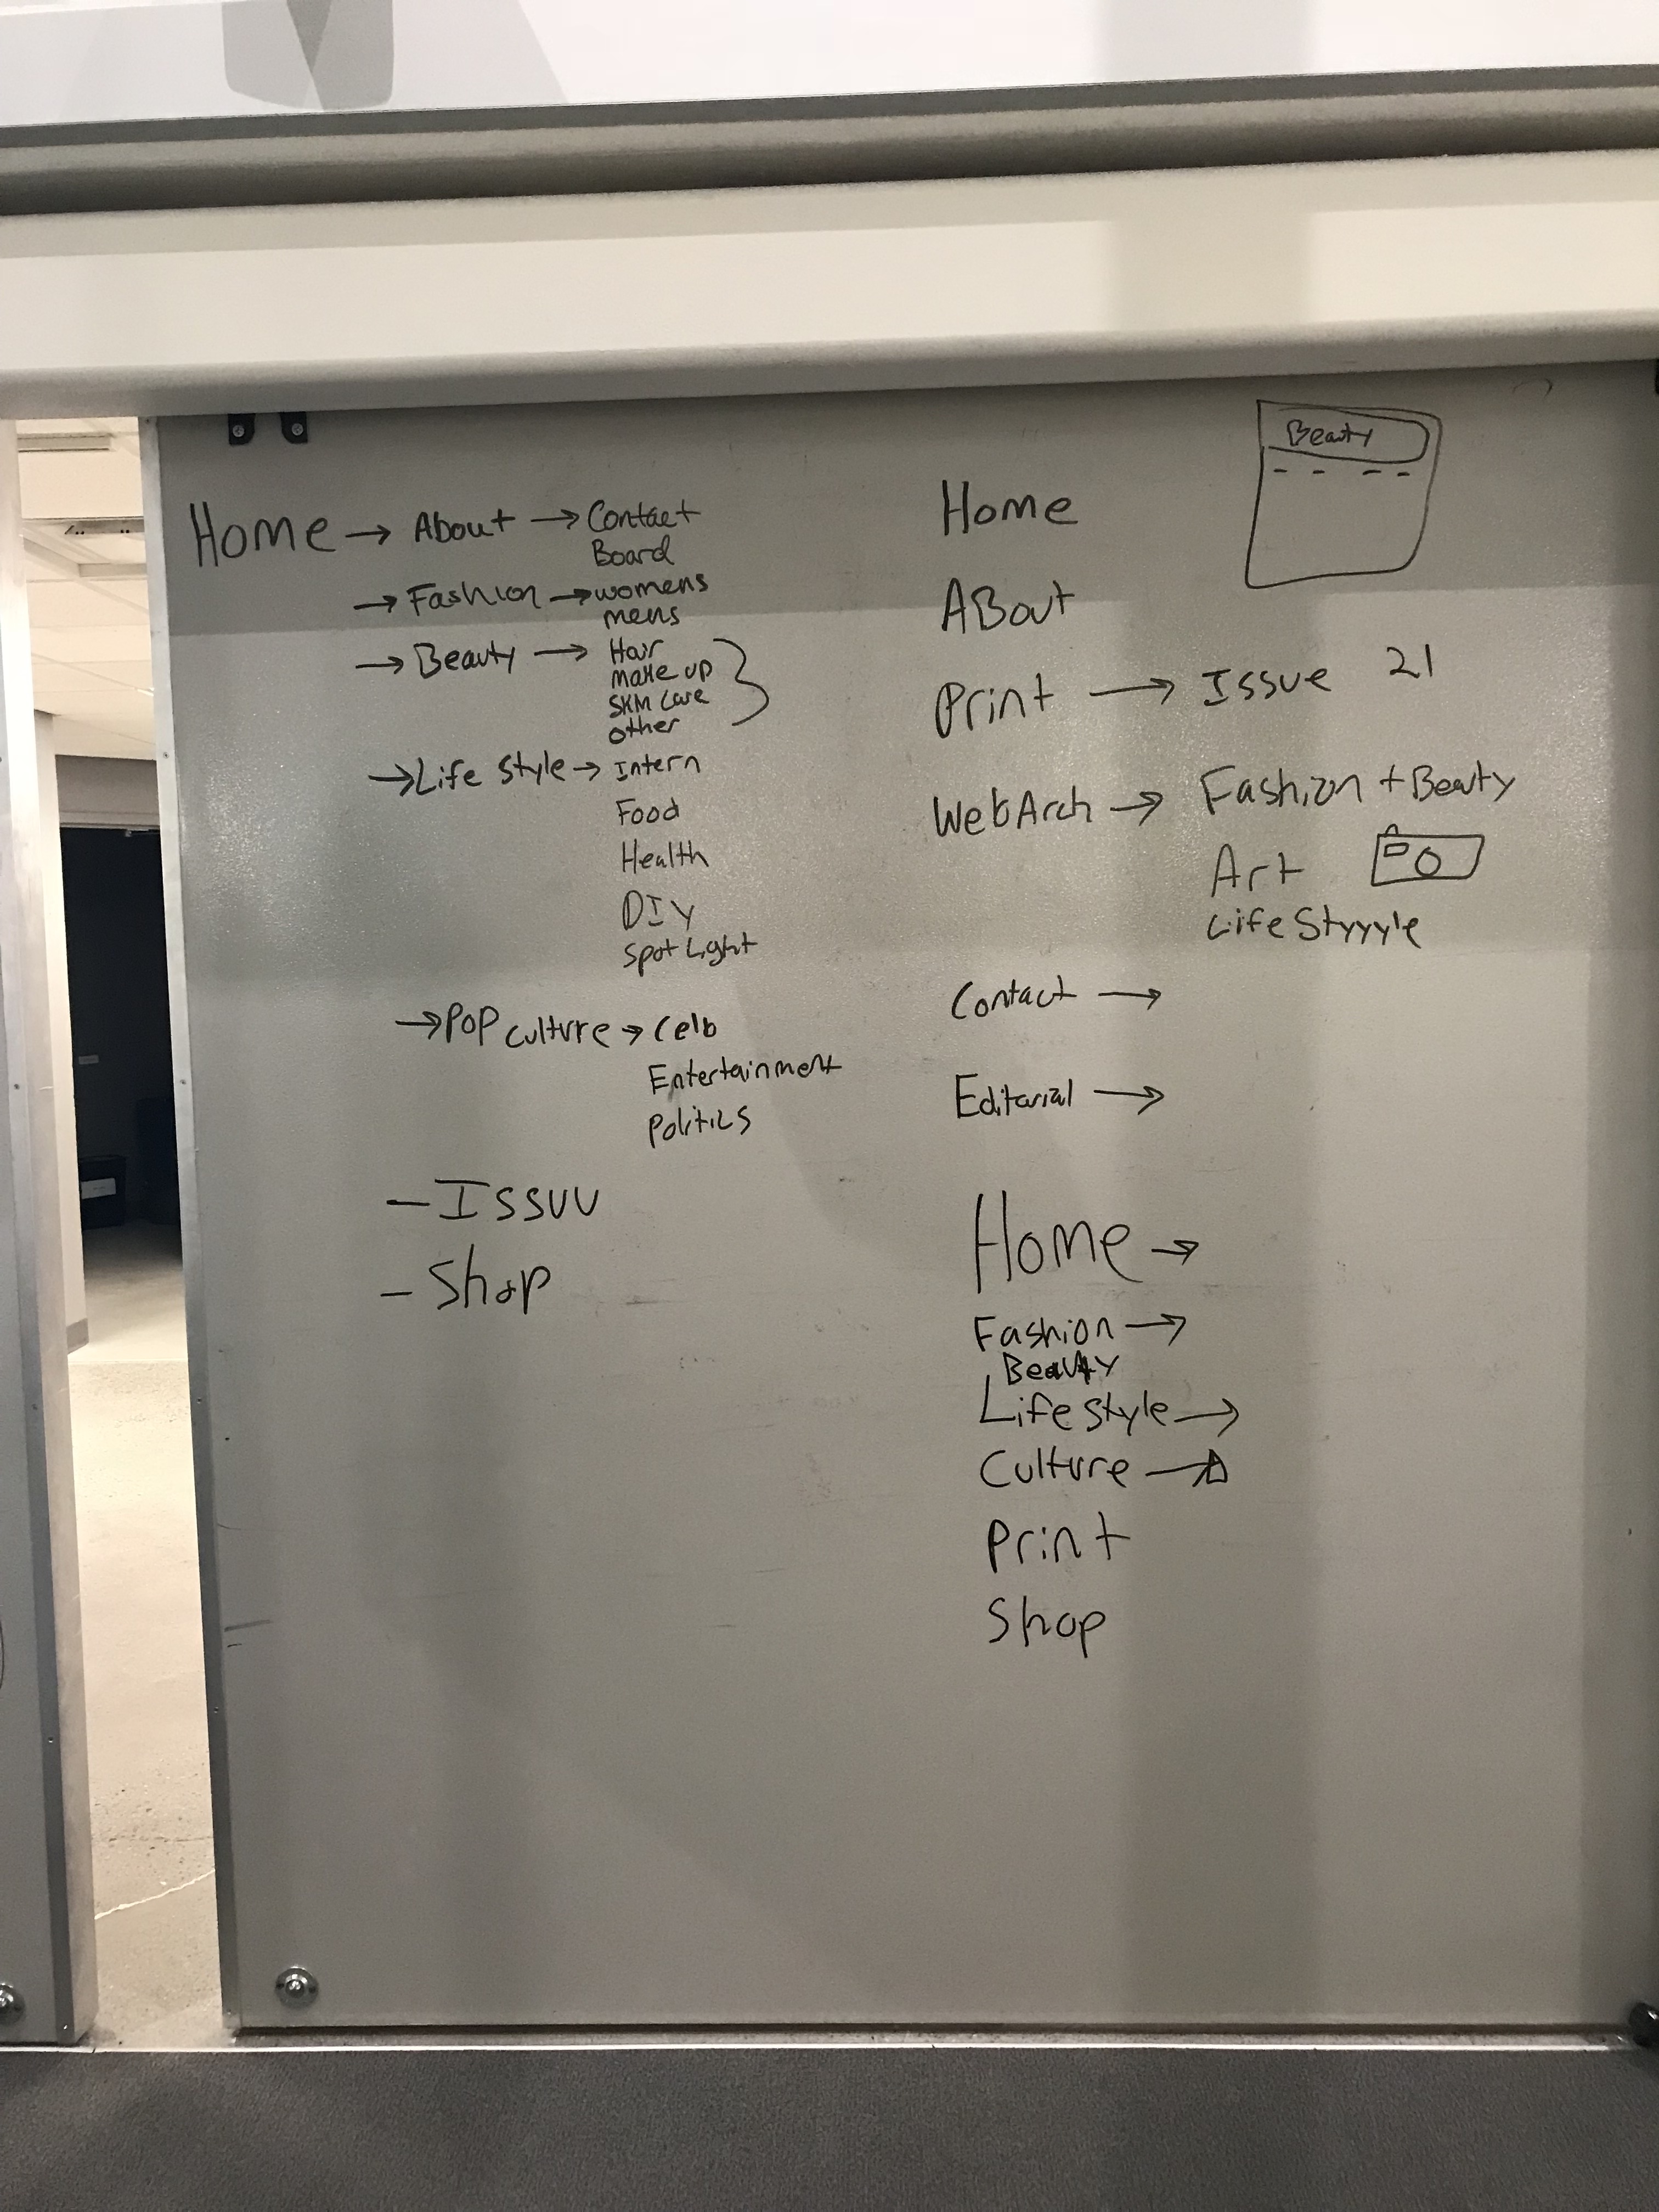 Home → About → Contact
Board
→ Fashion → womens
mens
→ Beauty → Hair
make up
Skin Care
other
→ Life Style → Intern
Food
Health
DIY
Spot Light
→ Pop Culture → Celb
Entertainment
Politics
- Issuu
- Shop
Beauty
Home
ABout
Print → Issue 21
WebArch → Fashion + Beauty
Art
Life Styyyle
Contact →
Editorial →
Home →
Fashion →
Beauty
Life Style →
Culture →
Print
Shop